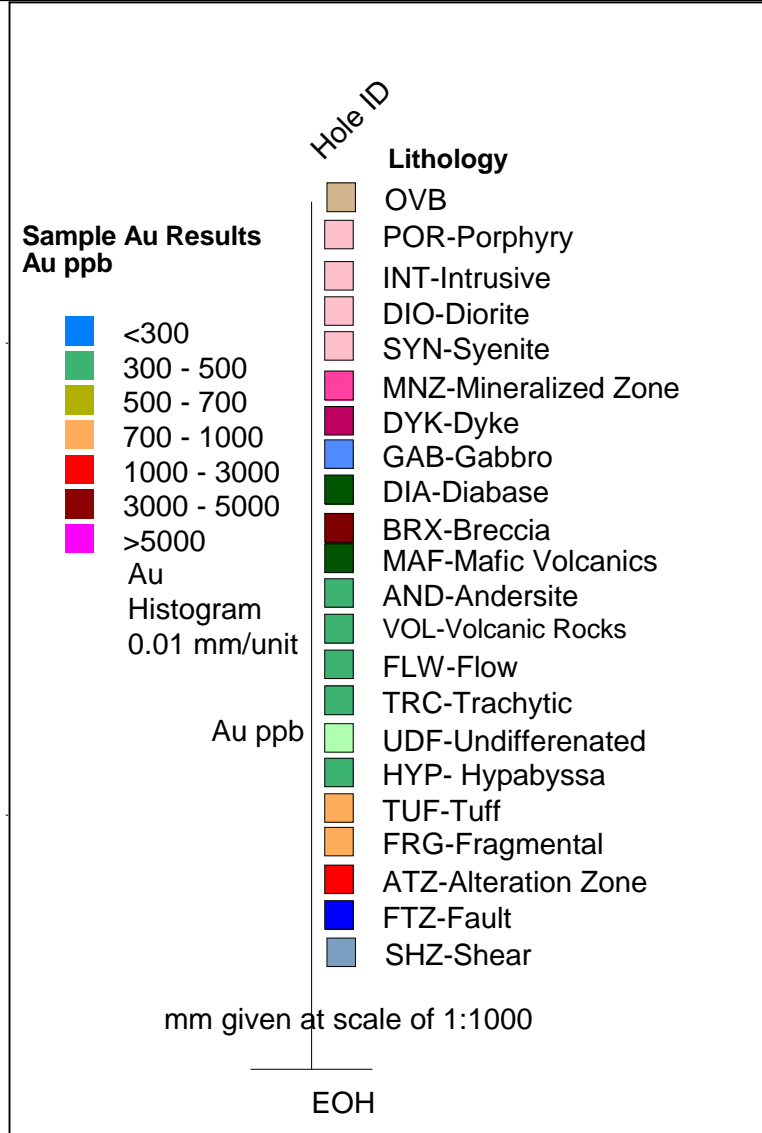 Hole ID
Lithology
OVB
POR-Porphyry
INT-Intrusive
DIO-Diorite
SYN-Syenite
MNZ-Mineralized Zone
DYK-Dyke
GAB-Gabbro
DIA-Diabase
BRX-Breccia
MAF-Mafic Volcanics
AND-Andersite
VOL-Volcanic Rocks
FLW-Flow
TRC-Trachytic
UDF-Undifferenated
HYP- Hypabyssa
TUF-Tuff
FRG-Fragmental
ATZ-Alteration Zone
FTZ-Fault
SHZ-Shear
Sample Au Results
Au ppb
<300
300 - 500
500 - 700
700 - 1000
1000 - 3000
3000 - 5000
>5000
Au
Histogram
0.01 mm/unit
Au ppb
mm given at scale of 1:1000
EOH